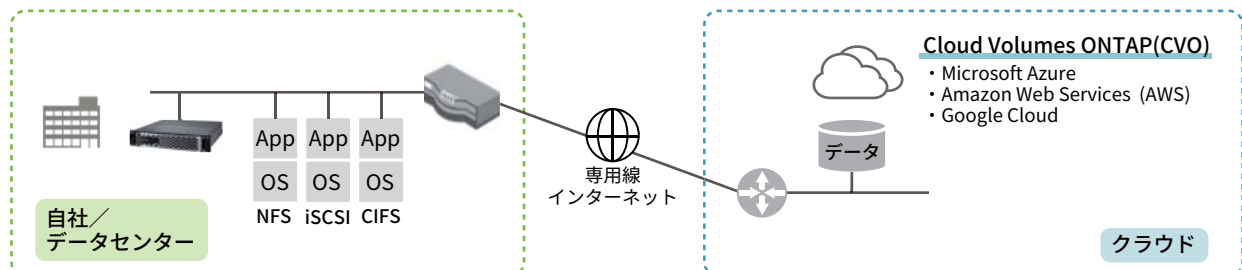 App App App
OS OS OS
NFS iSCSI CIFS
自社／
データセンター
専用線
インターネット
Cloud Volumes ONTAP(CVO)
・Microsoft Azure
・Amazon Web Services (AWS)
・Google Cloud
データ
クラウド